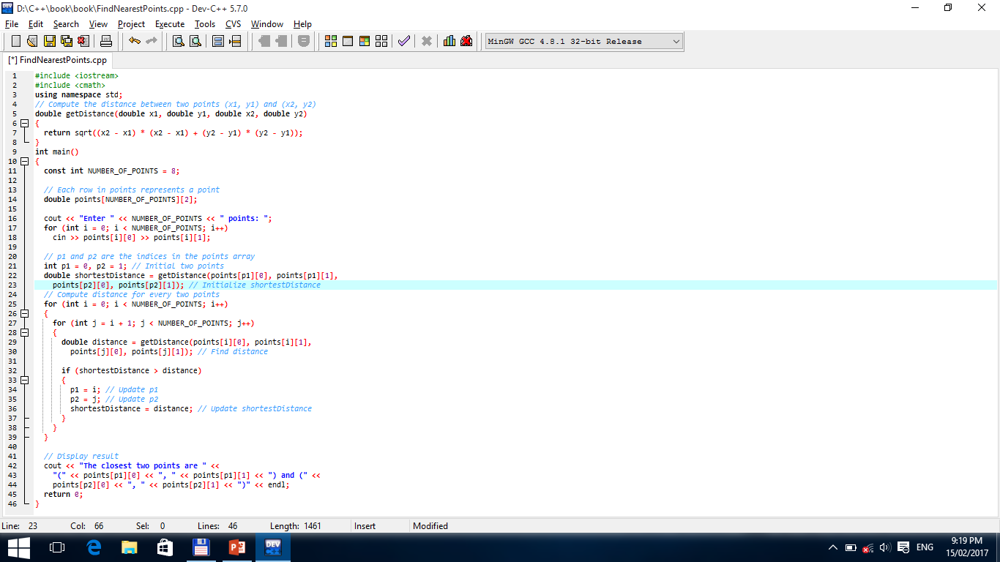 D:\C++\book\book\FindNearestPoints.cpp - Dev-C++ 5.7.0
File Edit Search View Project Execute Tools CVS Window Help
MinGW GCC 4.8.1 32-bit Release
[*] FindNearestPoints.cpp
1 #include <iostream>
2 #include <cmath>
3 using namespace std;
4 // Compute the distance between two points (x1, y1) and (x2, y2)
5 double getDistance(double x1, double y1, double x2, double y2)
6 {
7 return sqrt((x2 - x1) * (x2 - x1) + (y2 - y1) * (y2 - y1));
8 }
9 int main()
10 {
11 const int NUMBER_OF_POINTS = 8;
12
13 // Each row in points represents a point
14 double points[NUMBER_OF_POINTS][2];
15
16 cout << "Enter " << NUMBER_OF_POINTS << " points: ";
17 for (int i = 0; i < NUMBER_OF_POINTS; i++)
18 cin >> points[i][0] >> points[i][1];
19
20 // p1 and p2 are the indices in the points array
21 int p1 = 0, p2 = 1; // Initial two points
22 double shortestDistance = getDistance(points[p1][0], points[p1][1],
23 points[p2][0], points[p2][1]); // Initialize shortestDistance
24 // Compute distance for every two points
25 for (int i = 0; i < NUMBER_OF_POINTS; i++)
26 {
27 for (int j = i + 1; j < NUMBER_OF_POINTS; j++)
28 {
29 double distance = getDistance(points[i][0], points[i][1],
30 points[j][0], points[j][1]); // Find distance
31
32 if (shortestDistance > distance)
33 {
34 p1 = i; // Update p1
35 p2 = j; // Update p2
36 shortestDistance = distance; // Update shortestDistance
37 }
38 }
39 }
40
41 // Display result
42 cout << "The closest two points are " <<
43 "(" << points[p1][0] << ", " << points[p1][1] << ") and (" <<
44 points[p2][0] << ", " << points[p2][1] << ")" << endl;
45 return 0;
46 }
Line: 23 Col: 66 Sel: 0 Lines: 46 Length: 1461 Insert Modified
DEV
ENG
9:19 PM
15/02/2017